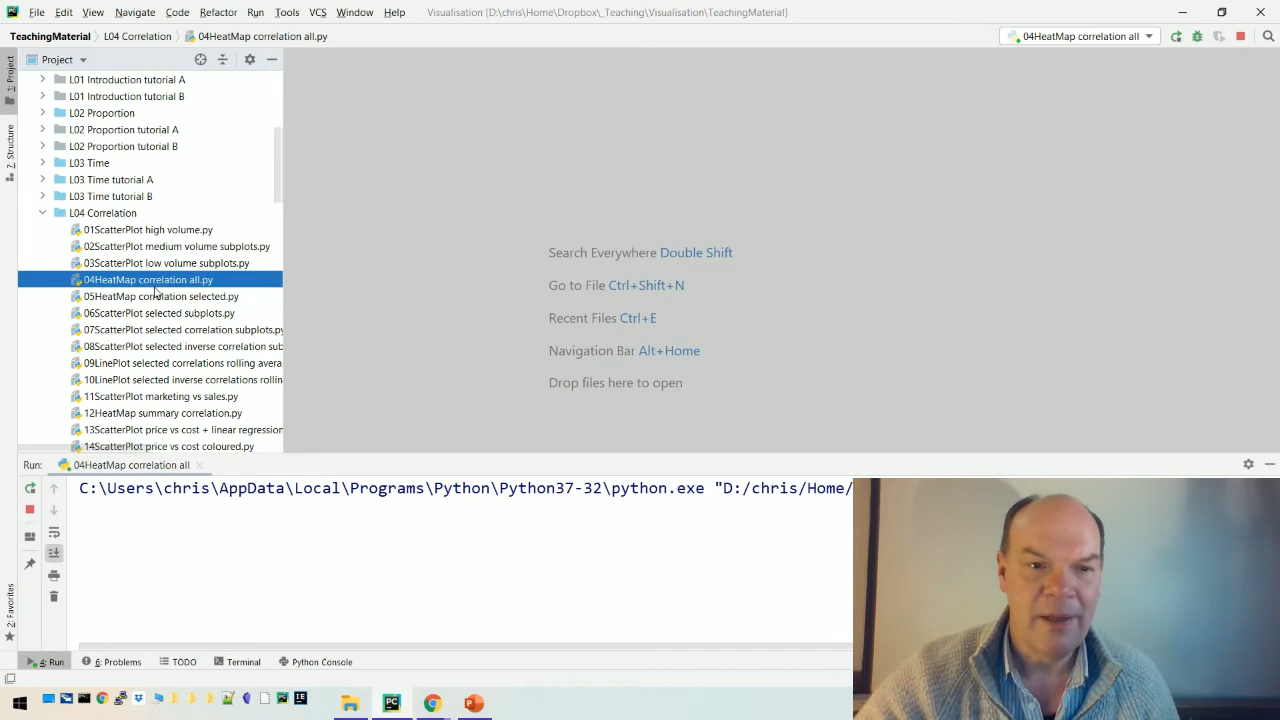 File Edit View Navigate Code Refactor Run Tools VCS Window Help Visualisation [D:\chris\Home\Dropbox\_Teaching\Visualisation\TeachingMaterial]
TeachingMaterial L04 Correlation 04HeatMap correlation all.py
04HeatMap correlation all
1: Project
Project
L01 Introduction tutorial A
L01 Introduction tutorial B
L02 Proportion
L02 Proportion tutorial A
L02 Proportion tutorial B
L03 Time
L03 Time tutorial A
L03 Time tutorial B
L04 Correlation
01ScatterPlot high volume.py
02ScatterPlot medium volume subplots.py
03ScatterPlot low volume subplots.py
04HeatMap correlation all.py
05HeatMap correlation selected.py
06ScatterPlot selected subplots.py
07ScatterPlot selected correlation subplots.py
08ScatterPlot selected inverse correlation sub
09LinePlot selected correlations rolling avera
10LinePlot selected inverse correlations rollin
11ScatterPlot marketing vs sales.py
12HeatMap summary correlation.py
13ScatterPlot price vs cost + linear regression
14ScatterPlot price vs cost coloured.py
7: Structure
Search Everywhere Double Shift
Go to File Ctrl+Shift+N
Recent Files Ctrl+E
Navigation Bar Alt+Home
Drop files here to open
Run: 04HeatMap correlation all
C:\Users\chris\AppData\Local\Programs\Python\Python37-32\python.exe "D:/chris/Home/
2: Favorites
4: Run 6: Problems TODO Terminal Python Console